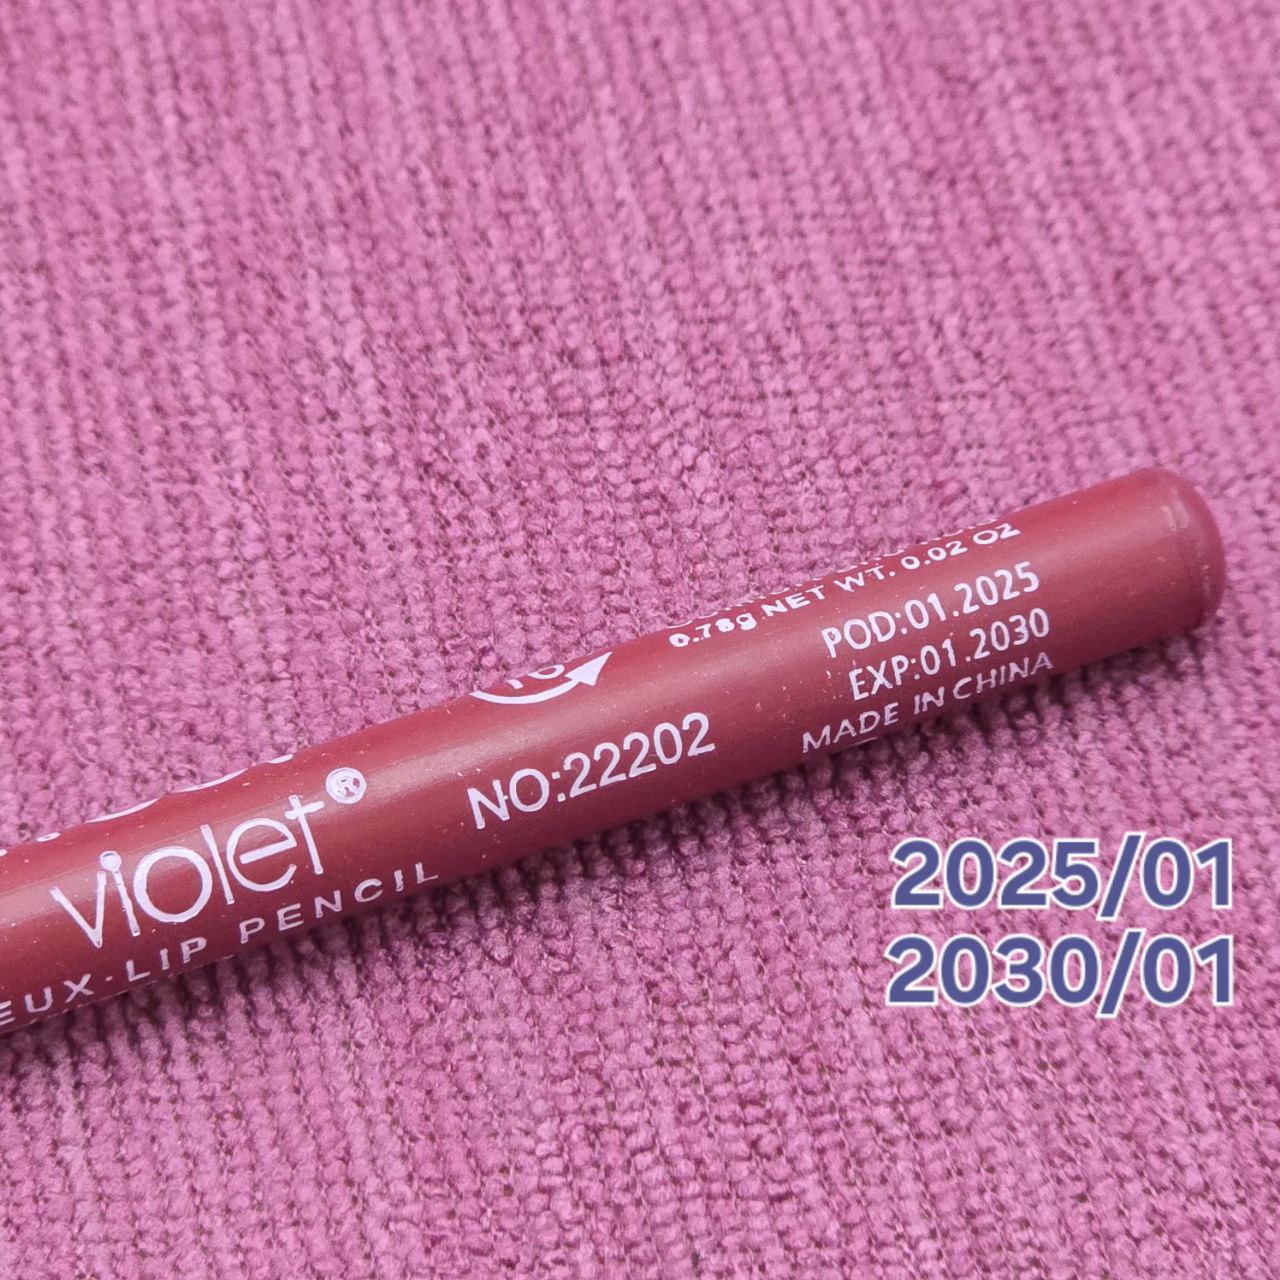 violet®
EUX·LIP PENCIL
NO:22202
0.78g NET WT. 0.02 OZ
POD:01.2025
EXP:01.2030
MADE IN CHINA
2025/01
2030/01